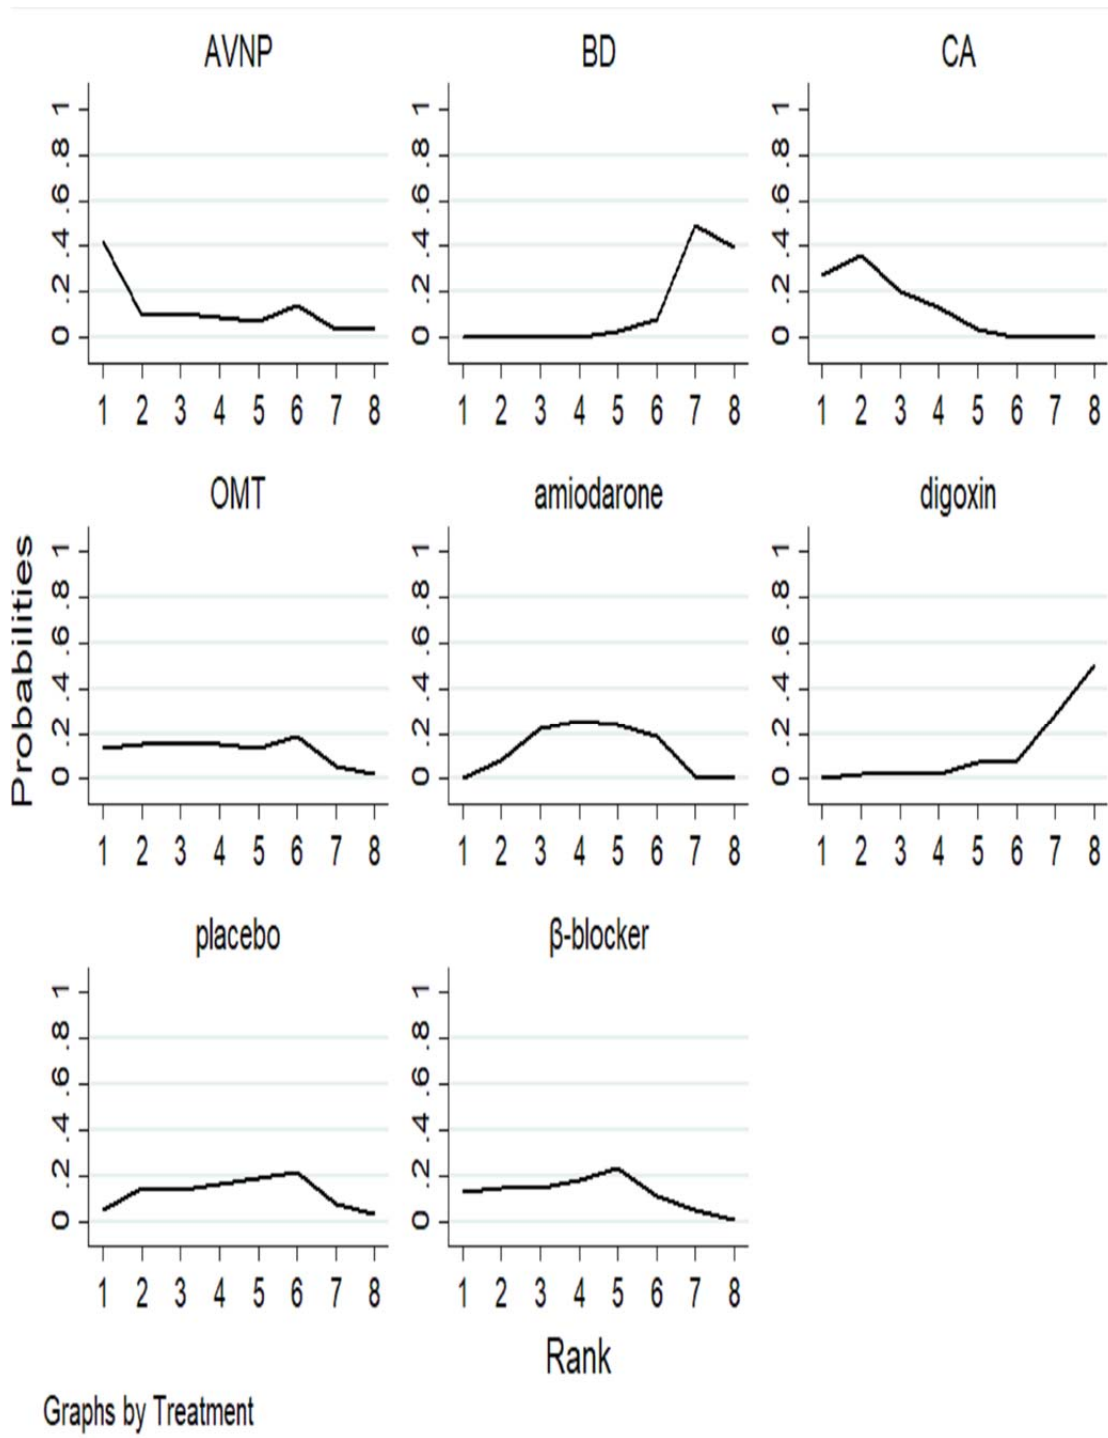 AVNP BD CA
1 1 1
.8 .8 .8
.6 .6 .6
.4 .4 .4
.2 .2 .2
0 0 0
1 2 3 4 5 6 7 8 1 2 3 4 5 6 7 8 1 2 3 4 5 6 7 8
OMT amiodarone digoxin
Probabilities
1 1 1
.8 .8 .8
.6 .6 .6
.4 .4 .4
.2 .2 .2
0 0 0
1 2 3 4 5 6 7 8 1 2 3 4 5 6 7 8 1 2 3 4 5 6 7 8
placebo β-blocker
1 1
.8 .8
.6 .6
.4 .4
.2 .2
0 0
1 2 3 4 5 6 7 8 1 2 3 4 5 6 7 8
Rank
Graphs by Treatment